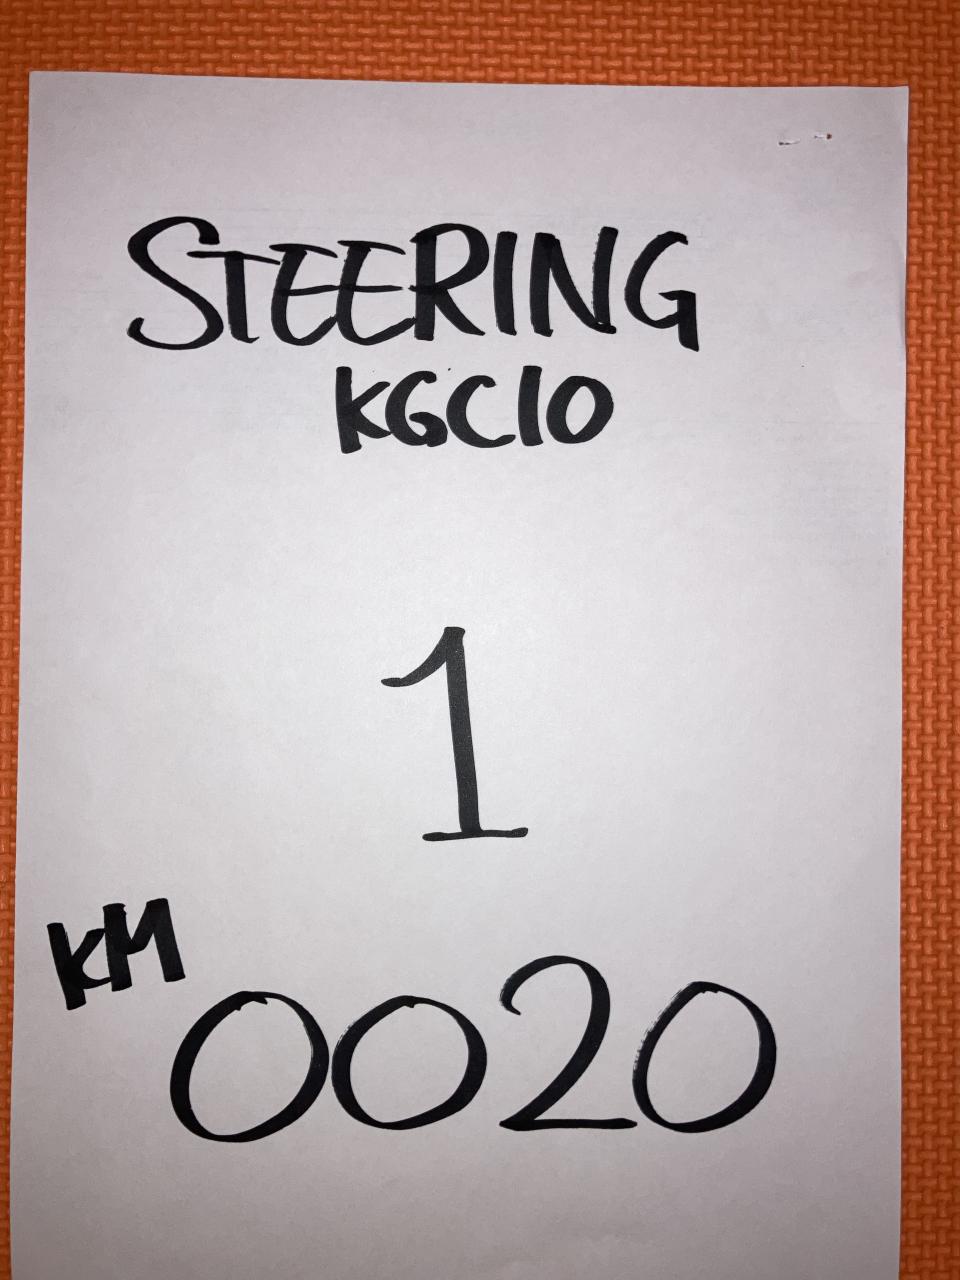 STEERING
KGC10
1
KM
0020